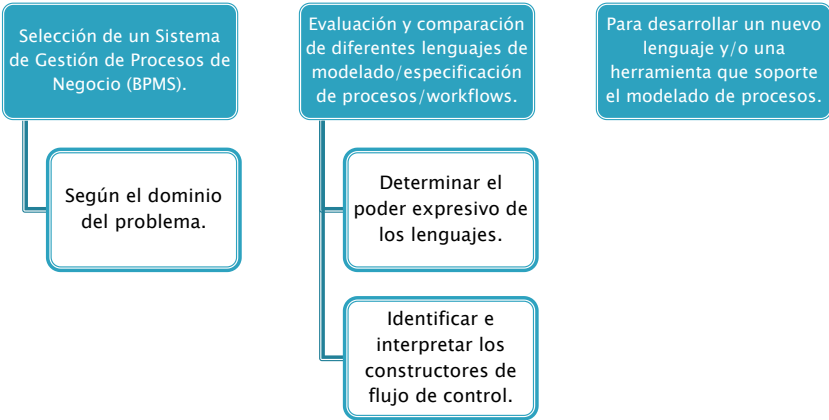 Selección de un Sistema
de Gestión de Procesos de
Negocio (BPMS).
Según el dominio
del problema.
Evaluación y comparación
de diferentes lenguajes de
modelado/especificación
de procesos/workflows.
Determinar el
poder expresivo de
los lenguajes.
Identificar e
interpretar los
constructores de
flujo de control.
Para desarrollar un nuevo
lenguaje y/o una
herramienta que soporte
el modelado de procesos.